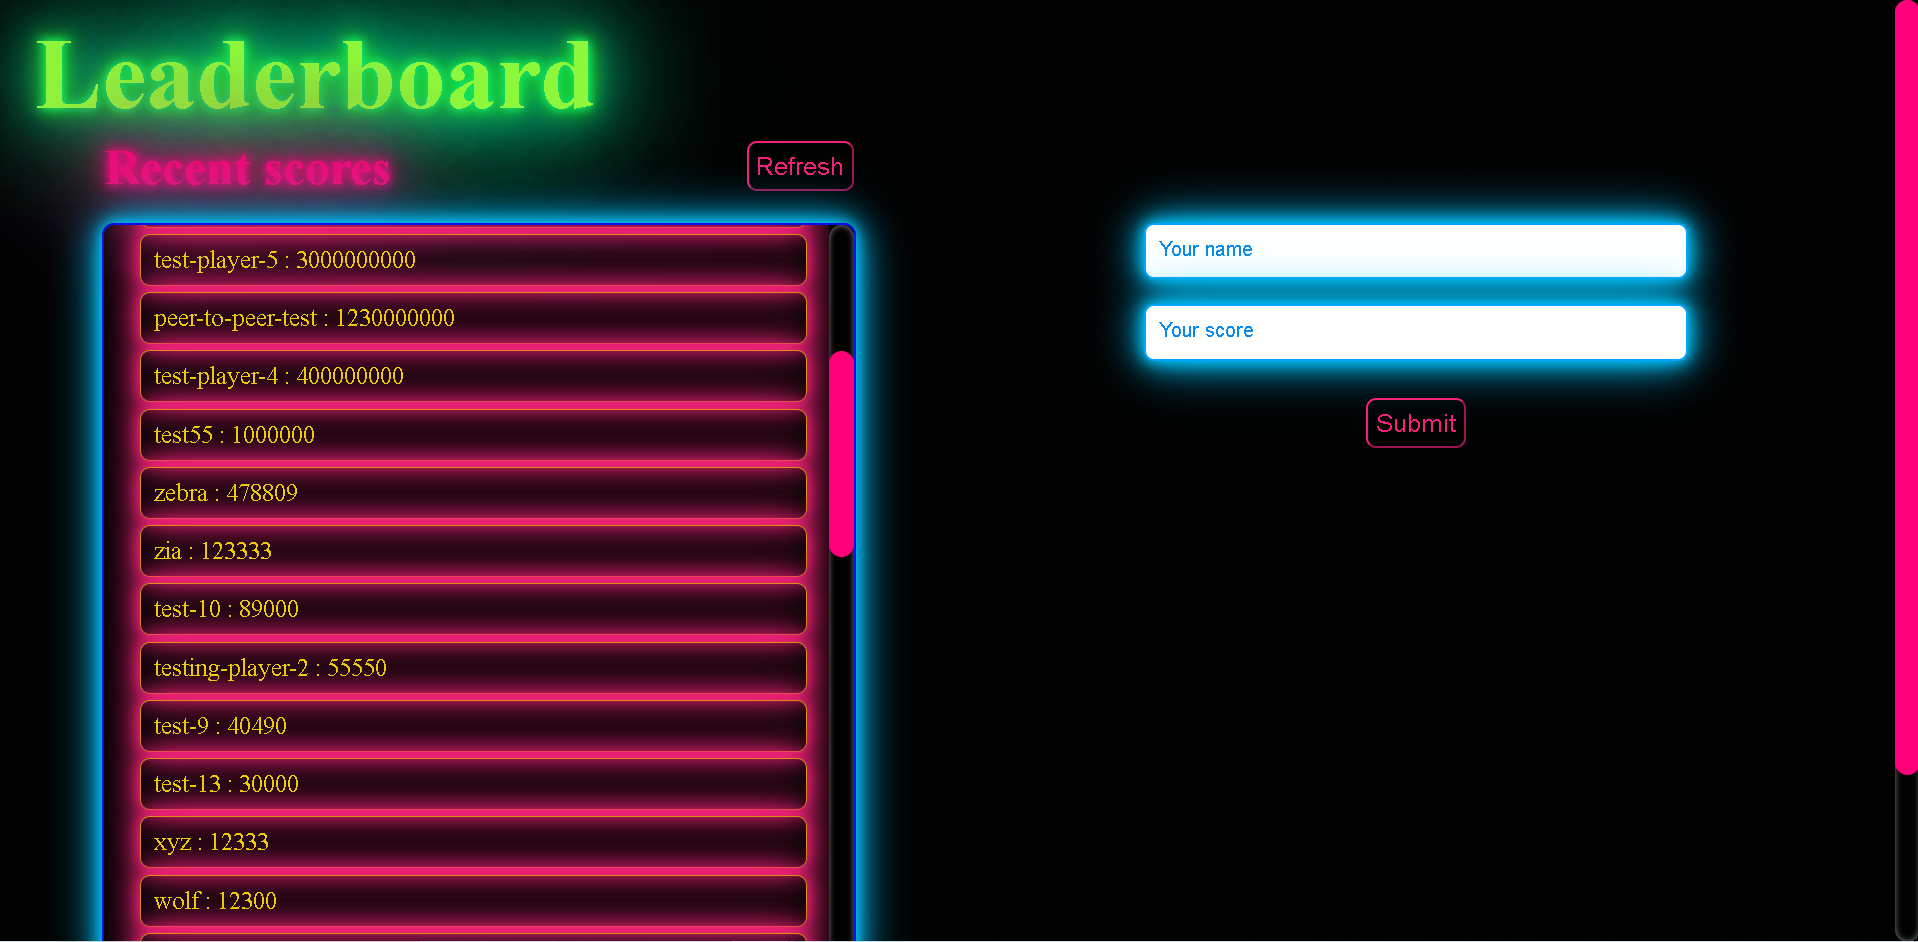 Leaderboard
Recent scores
Refresh
test-player-5 : 3000000000
peer-to-peer-test : 1230000000
test-player-4 : 400000000
test55 : 1000000
zebra : 478809
zia : 123333
test-10 : 89000
testing-player-2 : 55550
test-9 : 40490
test-13 : 30000
xyz : 12333
wolf : 12300
Your name
Your score
Submit